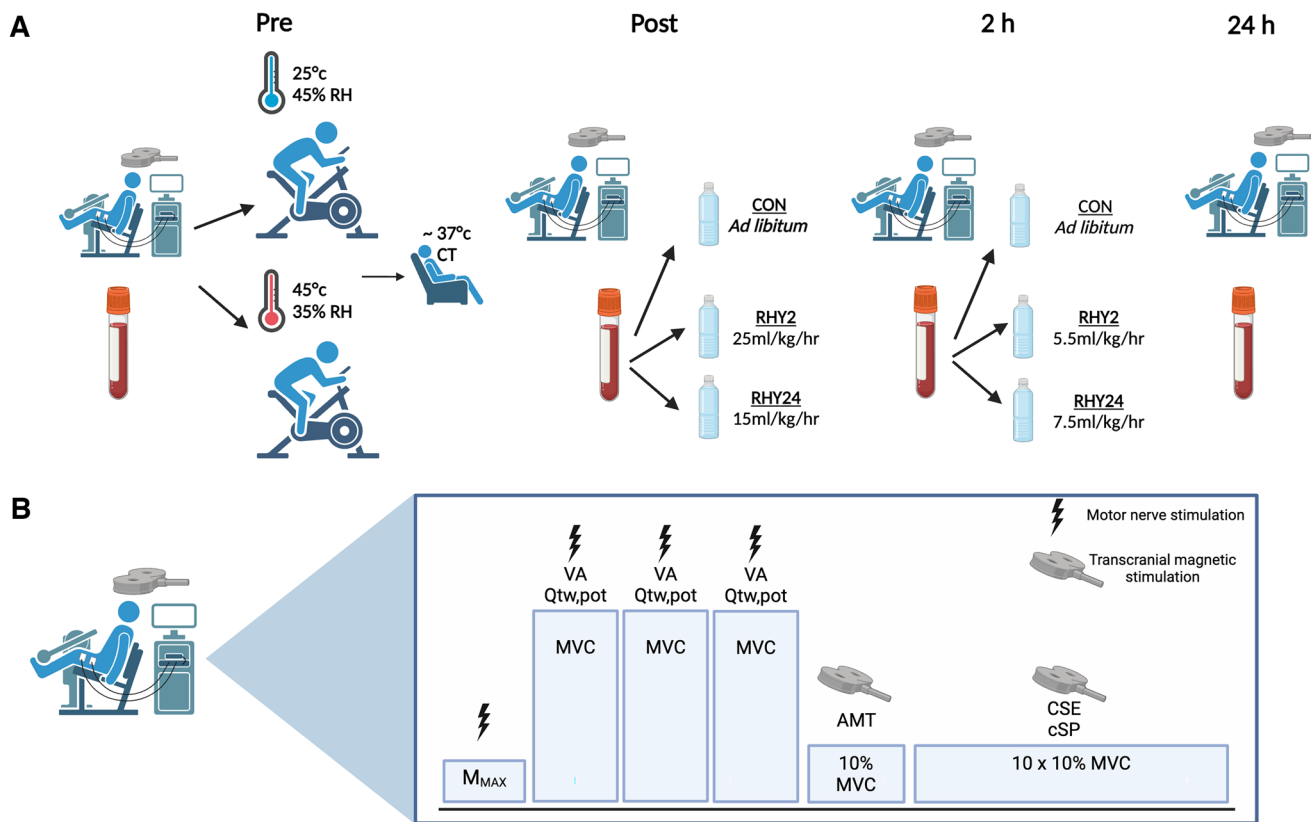 A
Pre
Post
2 h
24 h
25°c
45% RH
45°c
35% RH
~ 37°c
CT
CON
Ad libitum
RHY2
25ml/kg/hr
RHY24
15ml/kg/hr
CON
Ad libitum
RHY2
5.5ml/kg/hr
RHY24
7.5ml/kg/hr
B
Motor nerve stimulation
Transcranial magnetic
stimulation
VA
Qtw,pot
VA
Qtw,pot
VA
Qtw,pot
MVC
MVC
MVC
MMAX
AMT
10%
MVC
CSE
cSP
10 x 10% MVC